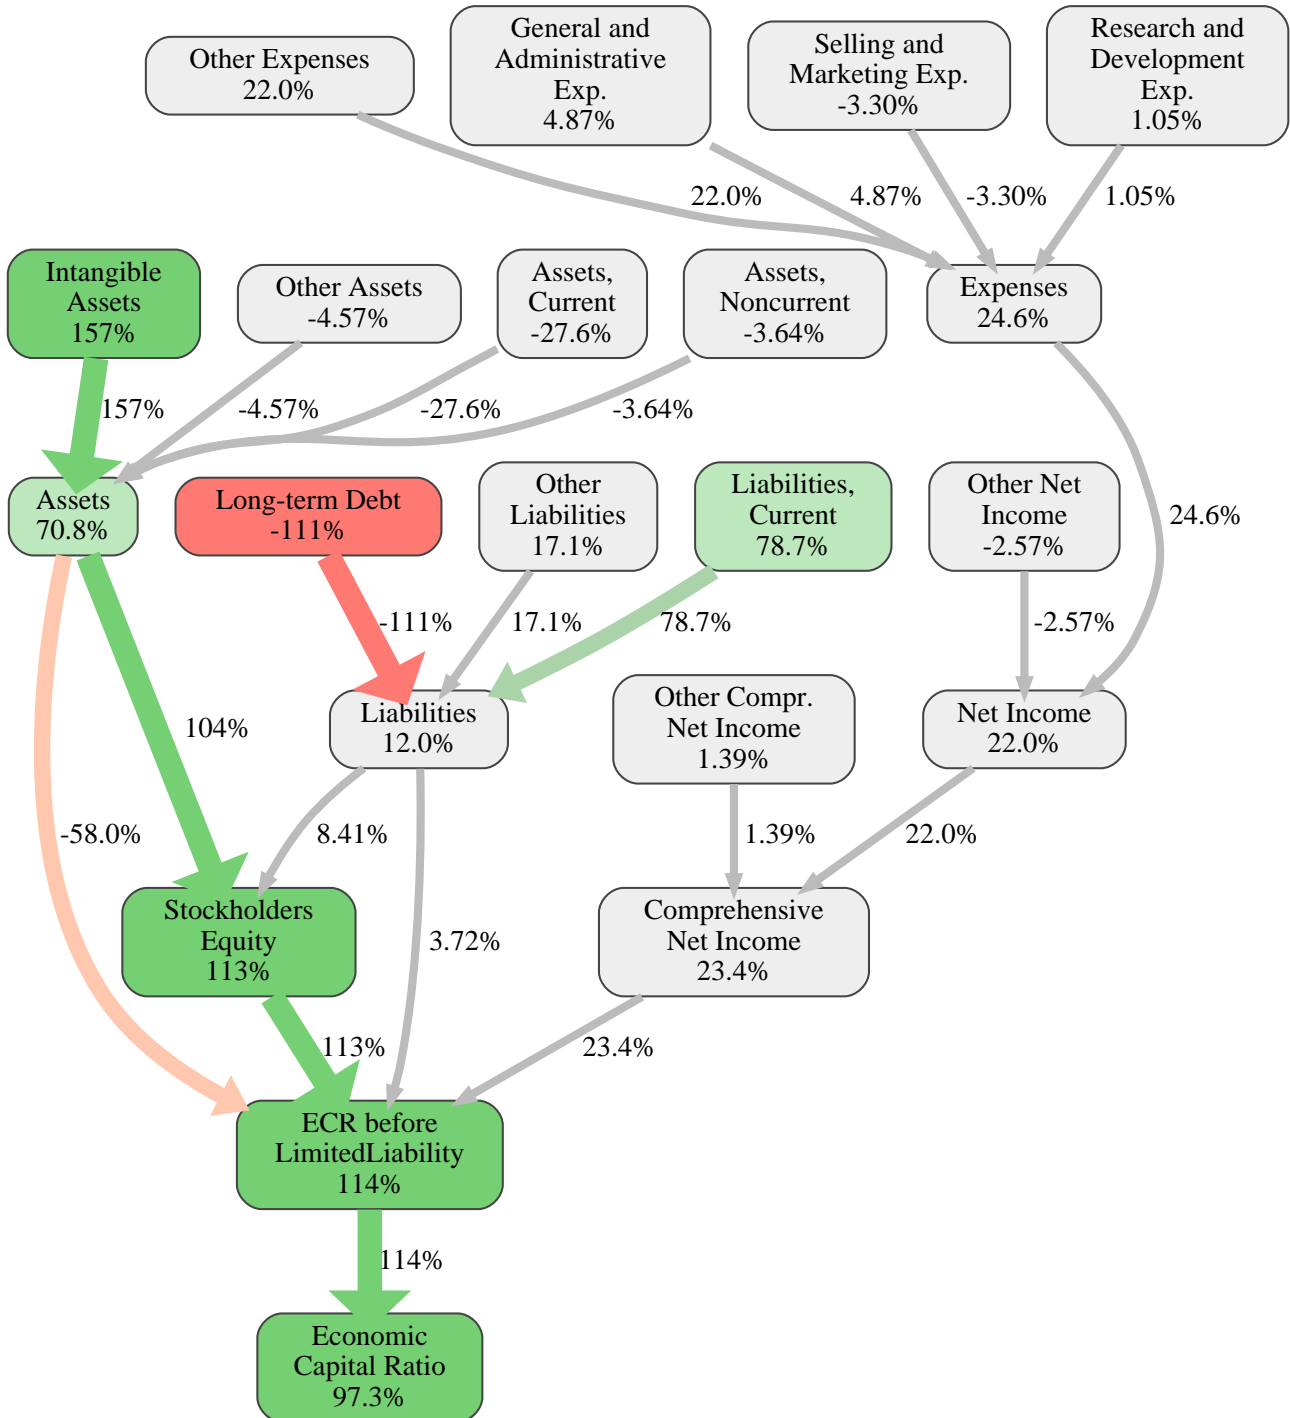 Other Expenses
22.0%
General and
Administrative
Exp.
4.87%
Selling and
Marketing Exp.
-3.30%
Research and
Development
Exp.
1.05%
22.0%
4.87%
-3.30%
1.05%
Intangible
Assets
157%
Other Assets
-4.57%
Assets,
Current
-27.6%
Assets,
Noncurrent
-3.64%
Expenses
24.6%
157%
-4.57%
-27.6%
-3.64%
Assets
70.8%
Long-term Debt
-111%
Other
Liabilities
17.1%
Liabilities,
Current
78.7%
Other Net
Income
-2.57%
24.6%
-111%
17.1%
78.7%
-2.57%
Liabilities
12.0%
Other Compr.
Net Income
1.39%
Net Income
22.0%
104%
-58.0%
8.41%
1.39%
22.0%
Stockholders
Equity
113%
3.72%
Comprehensive
Net Income
23.4%
113%
23.4%
ECR before
LimitedLiability
114%
114%
Economic
Capital Ratio
97.3%